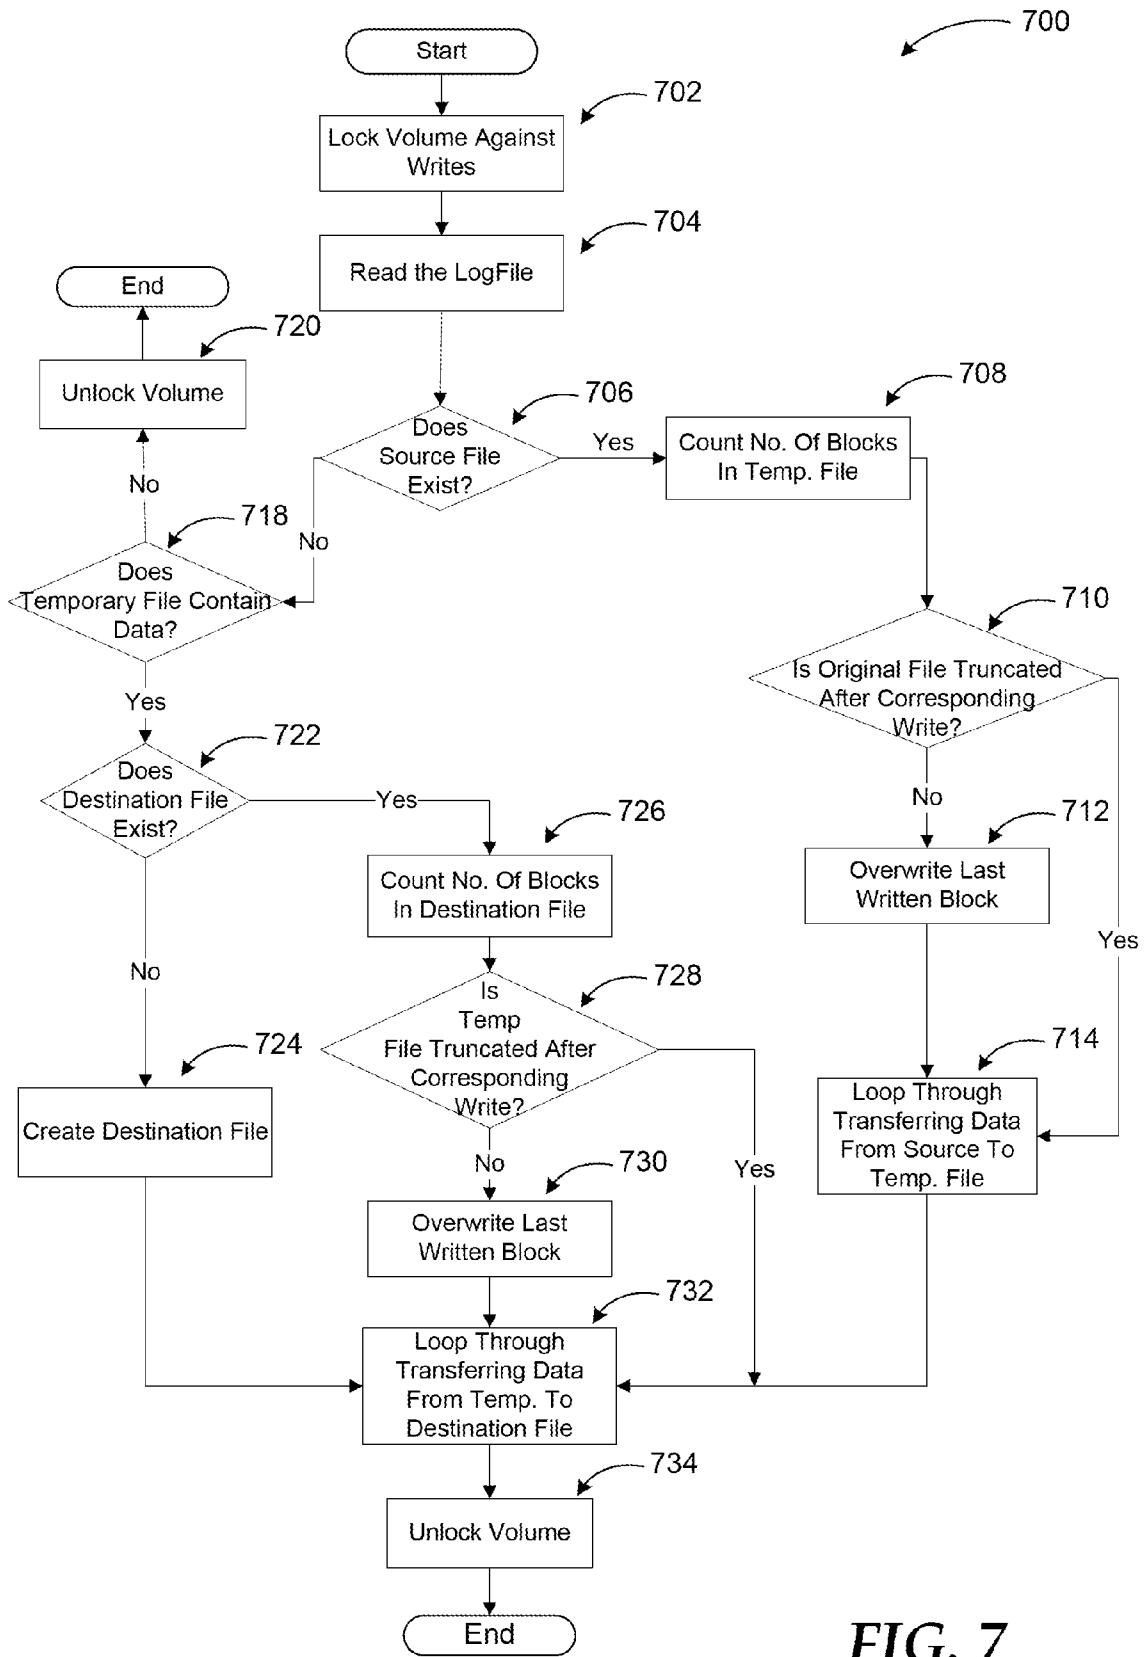 700
Start
702
Lock Volume Against
Writes
704
Read the LogFile
End
720
Unlock Volume
706
Does
Source File
Exist?
Yes
708
Count No. Of Blocks
In Temp. File
No
No
718
Does
Temporary File Contain
Data?
710
Is Original File Truncated
After Corresponding
Write?
Yes
722
Does
Destination File
Exist?
Yes
726
Count No. Of Blocks
In Destination File
No
712
Overwrite Last
Written Block
Yes
No
728
Is
Temp
File Truncated After
Corresponding
Write?
724
Create Destination File
714
Loop Through
Transferring Data
From Source To
Temp. File
No
Yes
730
Overwrite Last
Written Block
732
Loop Through
Transferring Data
From Temp. To
Destination File
734
Unlock Volume
End
FIG. 7